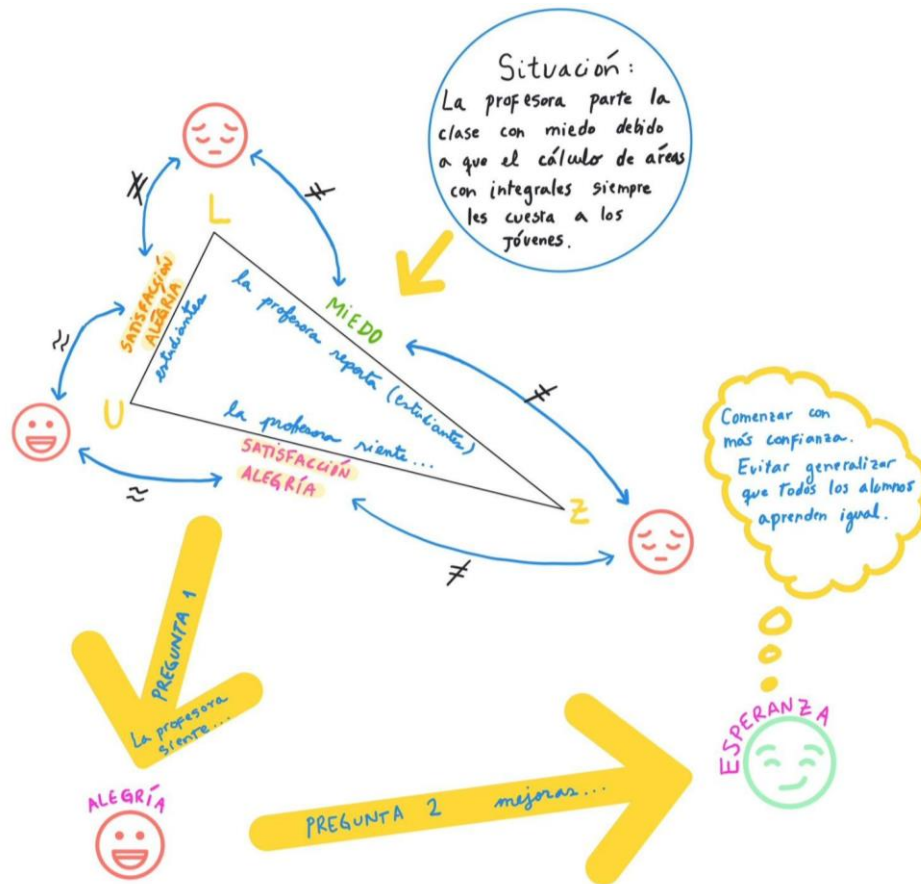 Situación:
La profesora parte la
clase con miedo debido
a que el cálculo de áreas
con integrales siempre
les cuesta a los
jóvenes.
≠
≠
L
SATISFACCIÓN
ALEGRÍA
estudiantes
MIEDO
la profesora reporta (estudiantes)
≈
≠
U
la profesora siente...
SATISFACCIÓN
ALEGRÍA
≈
Z
≠
Comenzar con
más confianza.
Evitar generalizar
que todos los alumnos
aprenden igual.
PREGUNTA 1
La profesora
siente...
ALEGRÍA
PREGUNTA 2 mejoras...
ESPERANZA